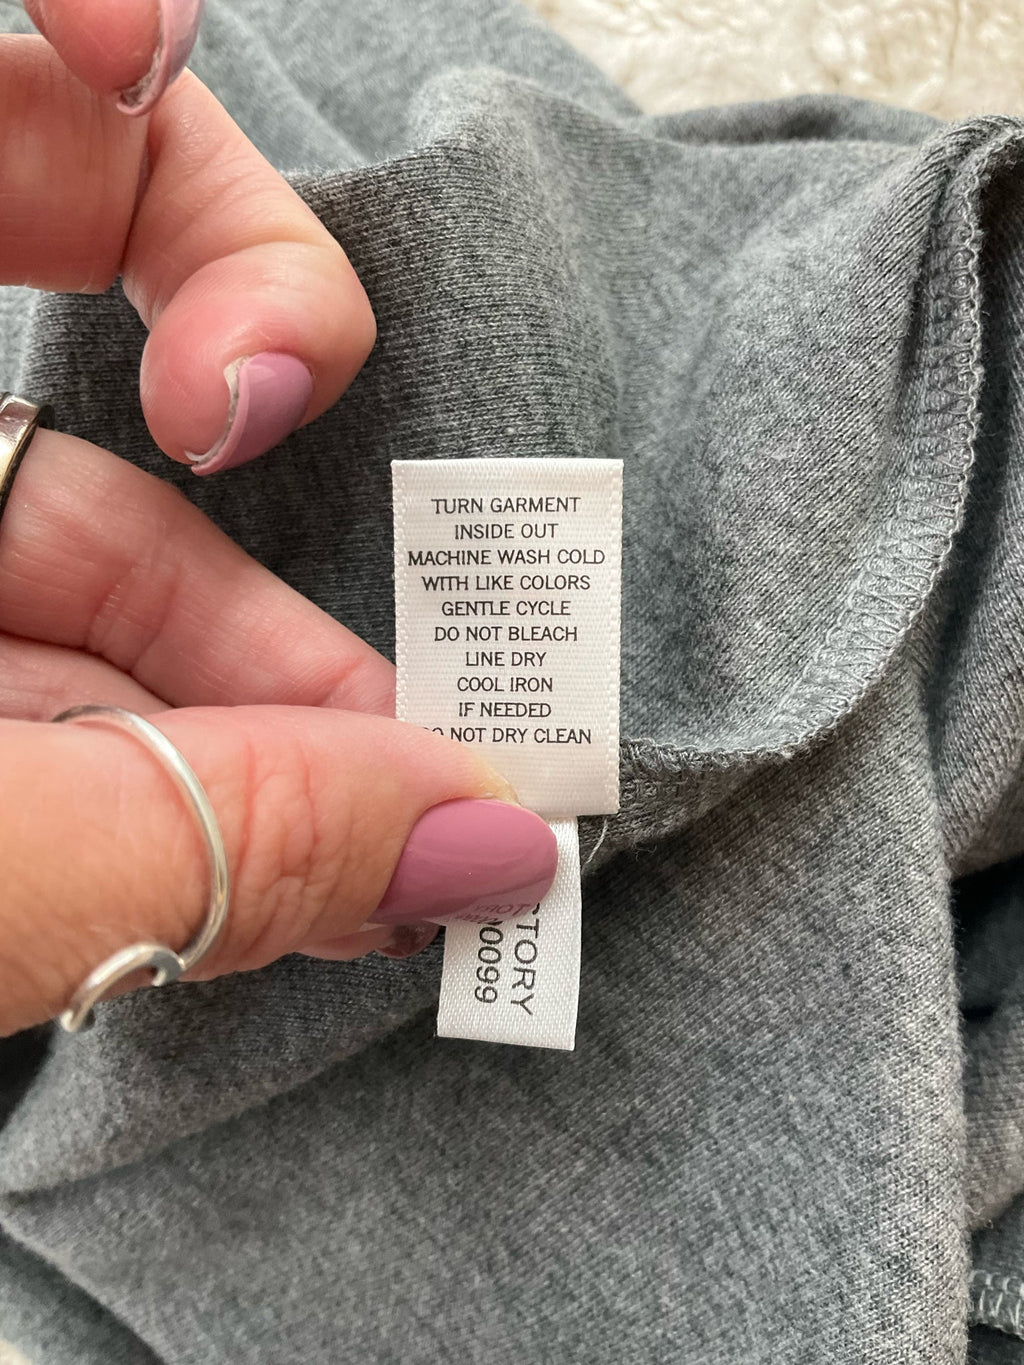 TURN GARMENT
INSIDE OUT
MACHINE WASH COLD
WITH LIKE COLORS
GENTLE CYCLE
DO NOT BLEACH
LINE DRY
COOL IRON
IF NEEDED
DO NOT DRY CLEAN